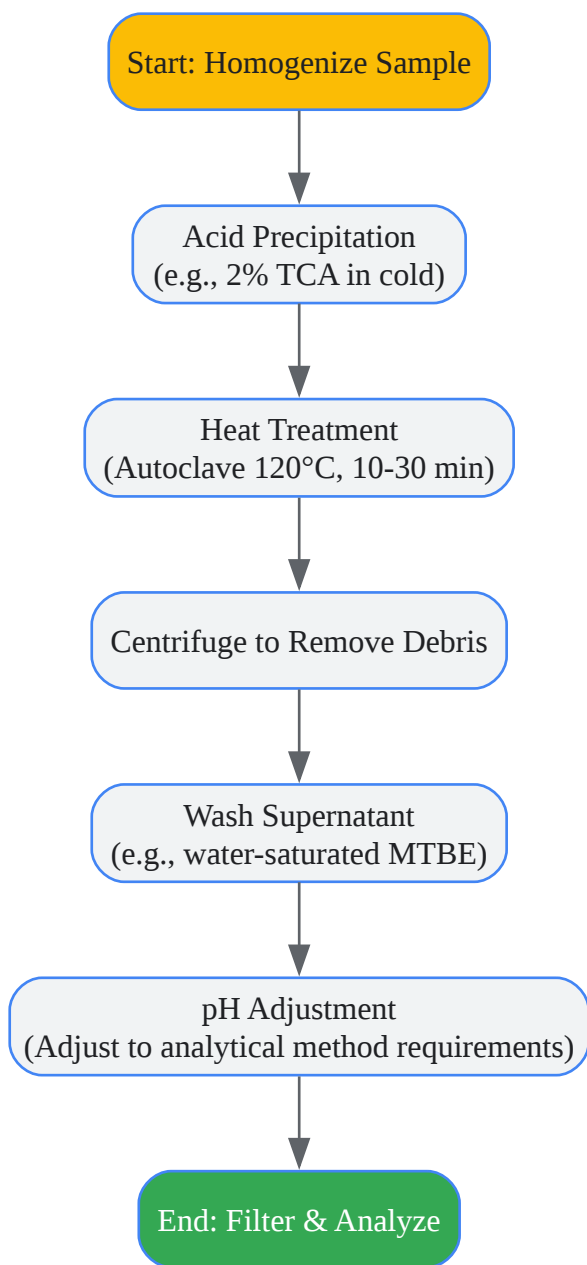 Start: Homogenize Sample
Acid Precipitation
(e.g., 2% TCA in cold)
Heat Treatment
(Autoclave 120°C, 10-30 min)
Centrifuge to Remove Debris
Wash Supernatant
(e.g., water-saturated MTBE)
pH Adjustment
(Adjust to analytical method requirements)
End: Filter & Analyze